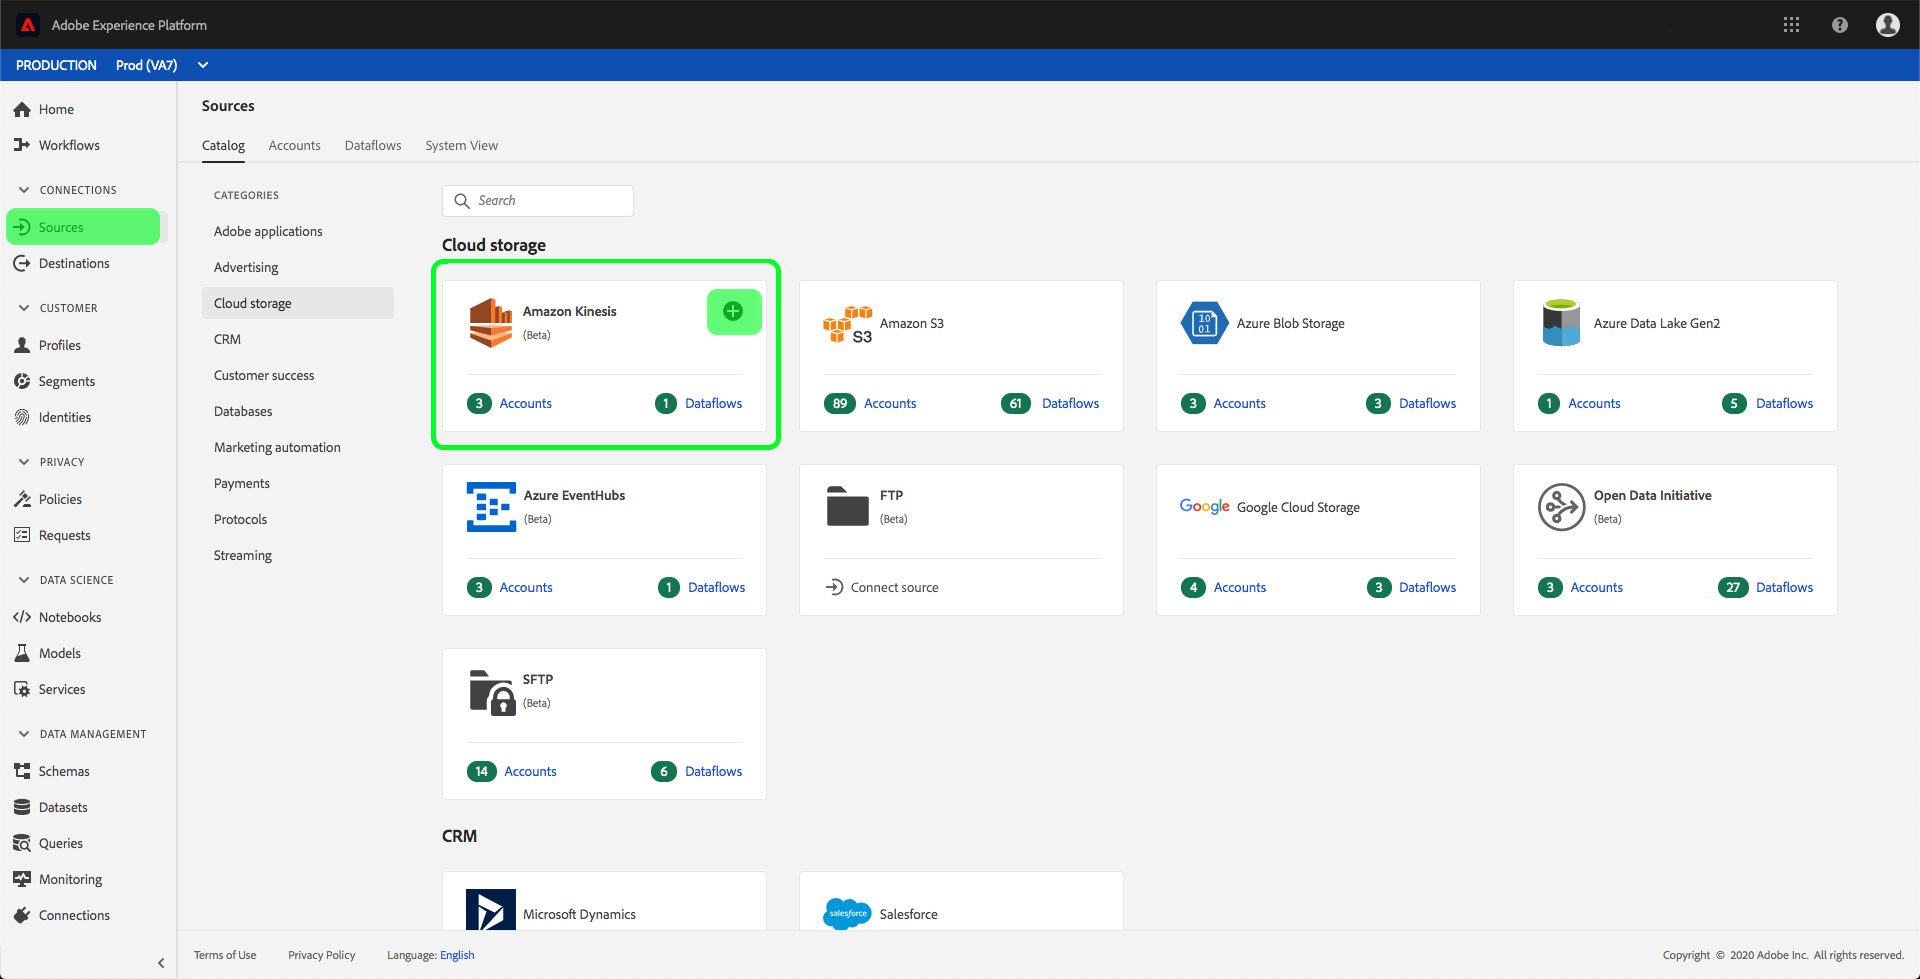 Adobe Experience Platform
PRODUCTION Prod (VA7)
Home
Workflows
CONNECTIONS
Sources
Destinations
CUSTOMER
Profiles
Segments
Identities
PRIVACY
Policies
Requests
DATA SCIENCE
Notebooks
Models
Services
DATA MANAGEMENT
Schemas
Datasets
Queries
Monitoring
Connections
Sources
Catalog Accounts Dataflows System View
CATEGORIES
Adobe applications
Advertising
Cloud storage
CRM
Customer success
Databases
Marketing automation
Payments
Protocols
Streaming
Search
Cloud storage
Amazon Kinesis
(Beta)
3 Accounts 1 Dataflows
S3 Amazon S3
89 Accounts 61 Dataflows
10
01
Azure Blob Storage
3 Accounts 3 Dataflows
Azure Data Lake Gen2
1 Accounts 5 Dataflows
Azure EventHubs
(Beta)
3 Accounts 1 Dataflows
FTP
(Beta)
Connect source
Google Google Cloud Storage
4 Accounts 3 Dataflows
Open Data Initiative
(Beta)
3 Accounts 27 Dataflows
SFTP
(Beta)
14 Accounts 6 Dataflows
CRM
Microsoft Dynamics
salesforce Salesforce
Terms of Use Privacy Policy Language: English
Copyright © 2020 Adobe Inc. All rights reserved.